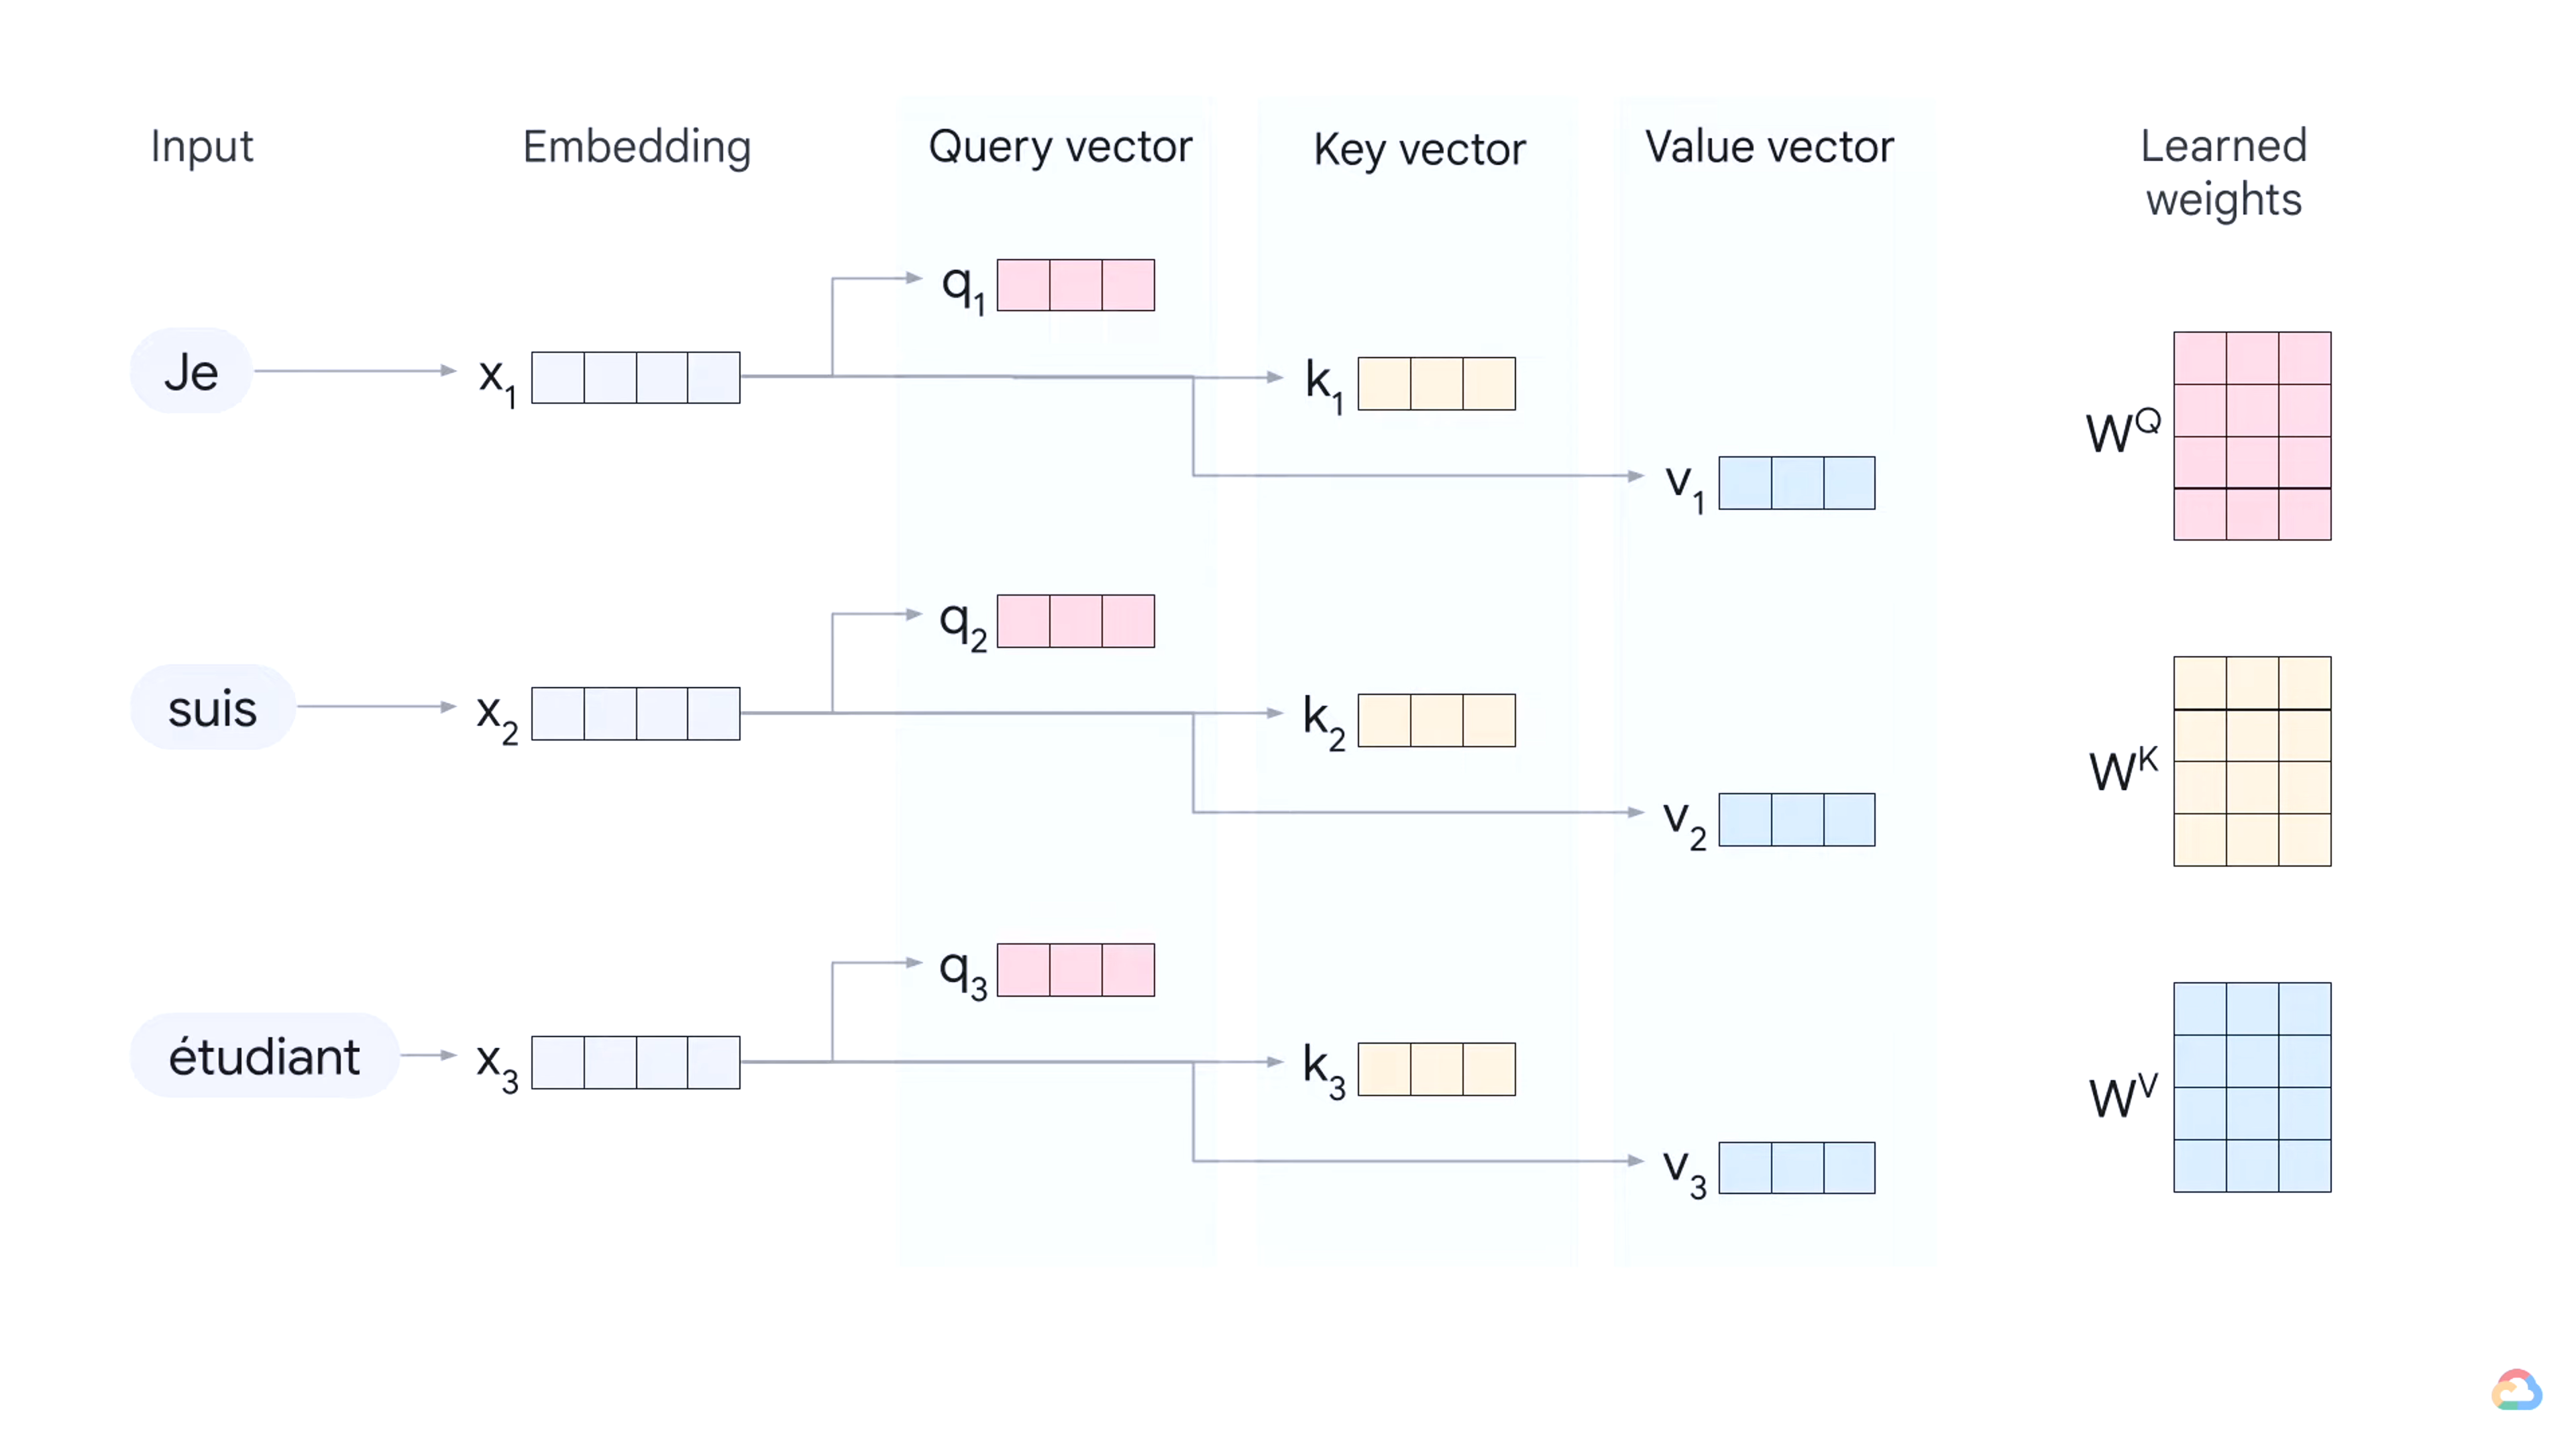 Input
Embedding
Query vector
Key vector
Value vector
Learned
weights
q1
Je
x1
k1
WQ
v1
q2
suis
x2
k2
WK
v2
q3
étudiant
x3
k3
WV
v3